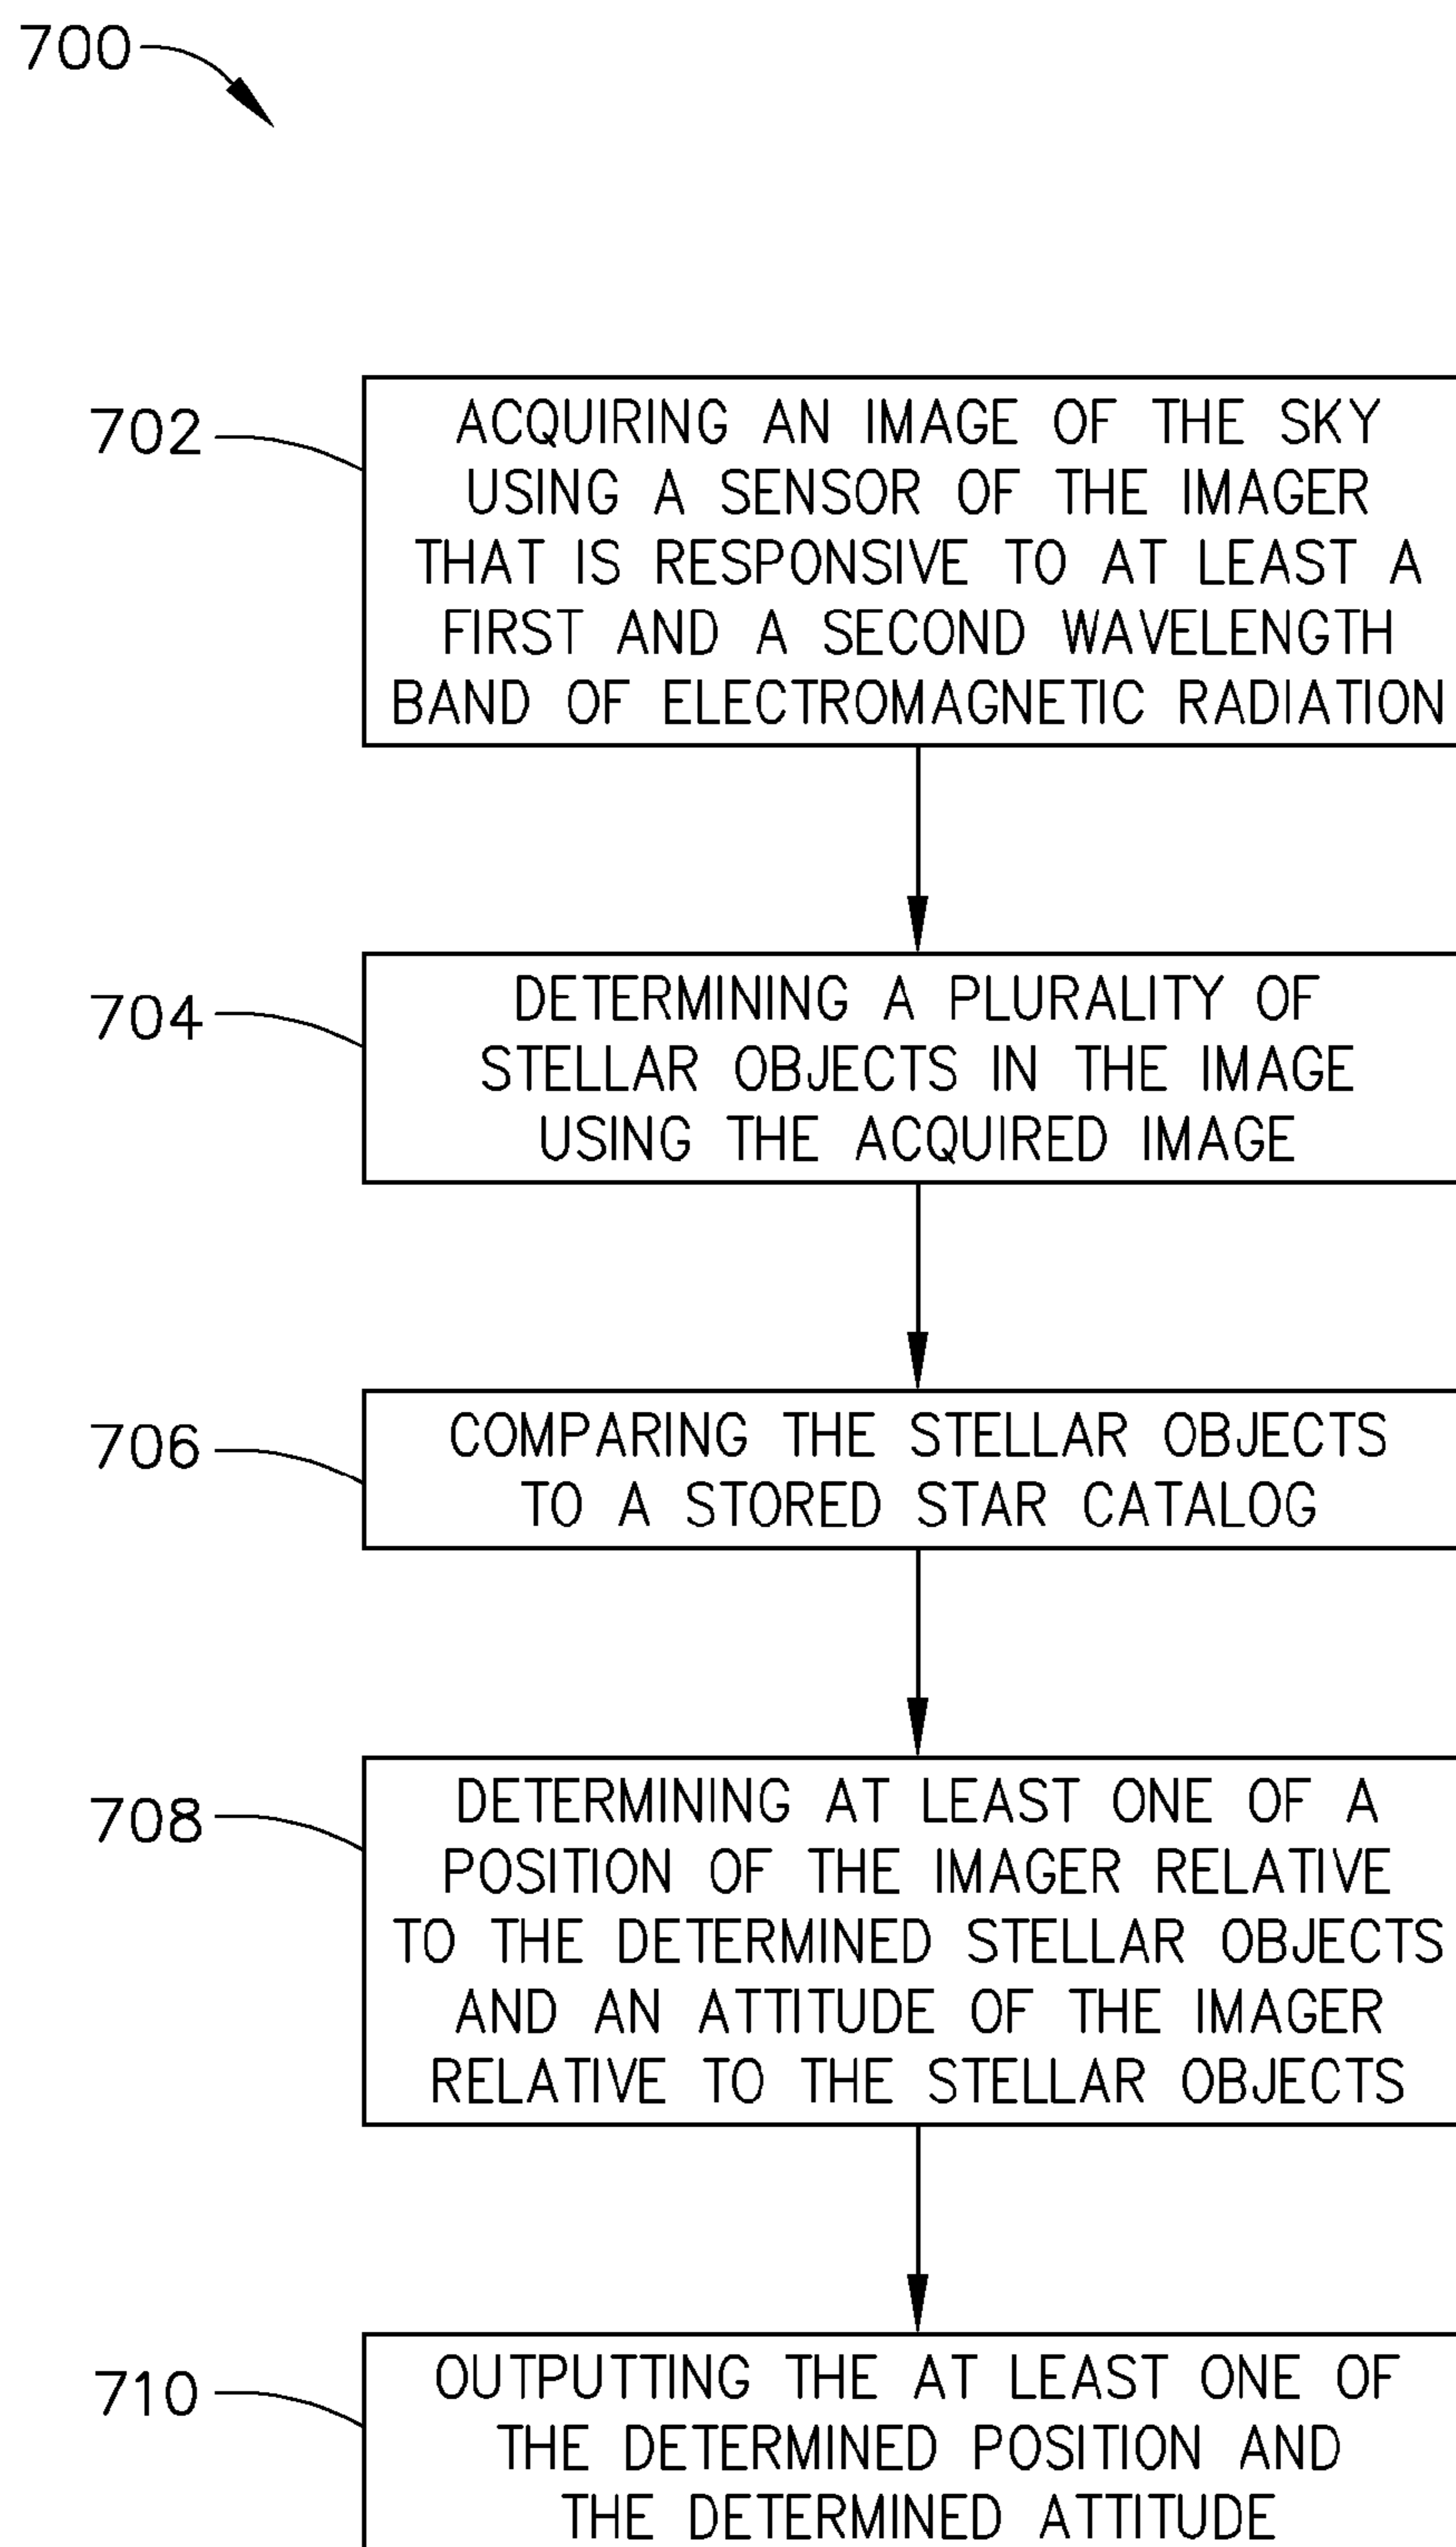 700
702
ACQUIRING AN IMAGE OF THE SKY
USING A SENSOR OF THE IMAGER
THAT IS RESPONSIVE TO AT LEAST A
FIRST AND A SECOND WAVELENGTH
BAND OF ELECTROMAGNETIC RADIATION
704
DETERMINING A PLURALITY OF
STELLAR OBJECTS IN THE IMAGE
USING THE ACQUIRED IMAGE
706
COMPARING THE STELLAR OBJECTS
TO A STORED STAR CATALOG
708
DETERMINING AT LEAST ONE OF A
POSITION OF THE IMAGER RELATIVE
TO THE DETERMINED STELLAR OBJECTS
AND AN ATTITUDE OF THE IMAGER
RELATIVE TO THE STELLAR OBJECTS
710
OUTPUTTING THE AT LEAST ONE OF
THE DETERMINED POSITION AND
THE DETERMINED ATTITUDE